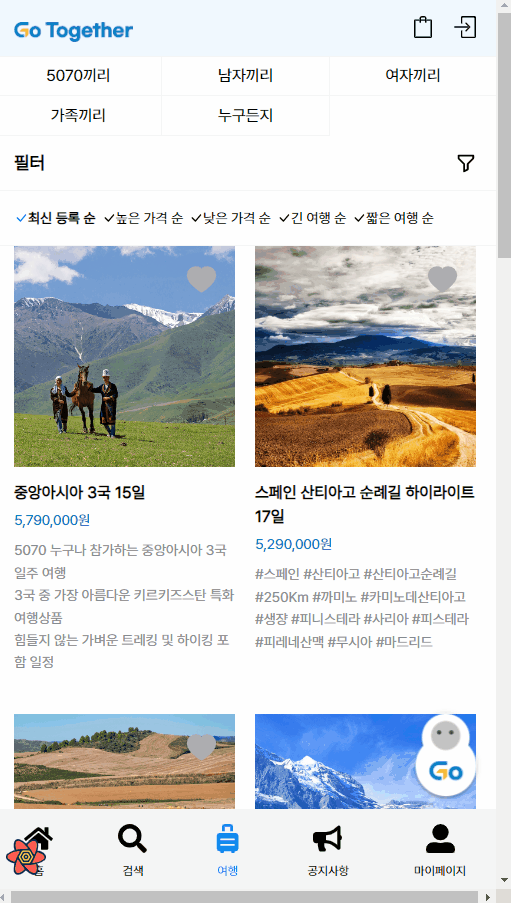 Go Together
5070끼리 남자끼리 여자끼리
가족끼리 누구든지
필터
최신 등록 순 높은 가격 순 낮은 가격 순 긴 여행 순 짧은 여행 순
중앙아시아 3국 15일
5,790,000원
5070 누구나 참가하는 중앙아시아 3국
일주 여행
3국 중 가장 아름다운 키르키즈스탄 특화
여행상품
힘들지 않는 가벼운 트레킹 및 하이킹 포
함 일정
스페인 산티아고 순례길 하이라이트
17일
5,290,000원
#스페인 #산티아고 #산티아고순례길
#250Km #까미노 #카미노데산티아고
#생장 #피니스테라 #사리아 #피스테라
#피레네산맥 #무시아 #마드리드
Go
홈 검색 여행 공지사항 마이페이지